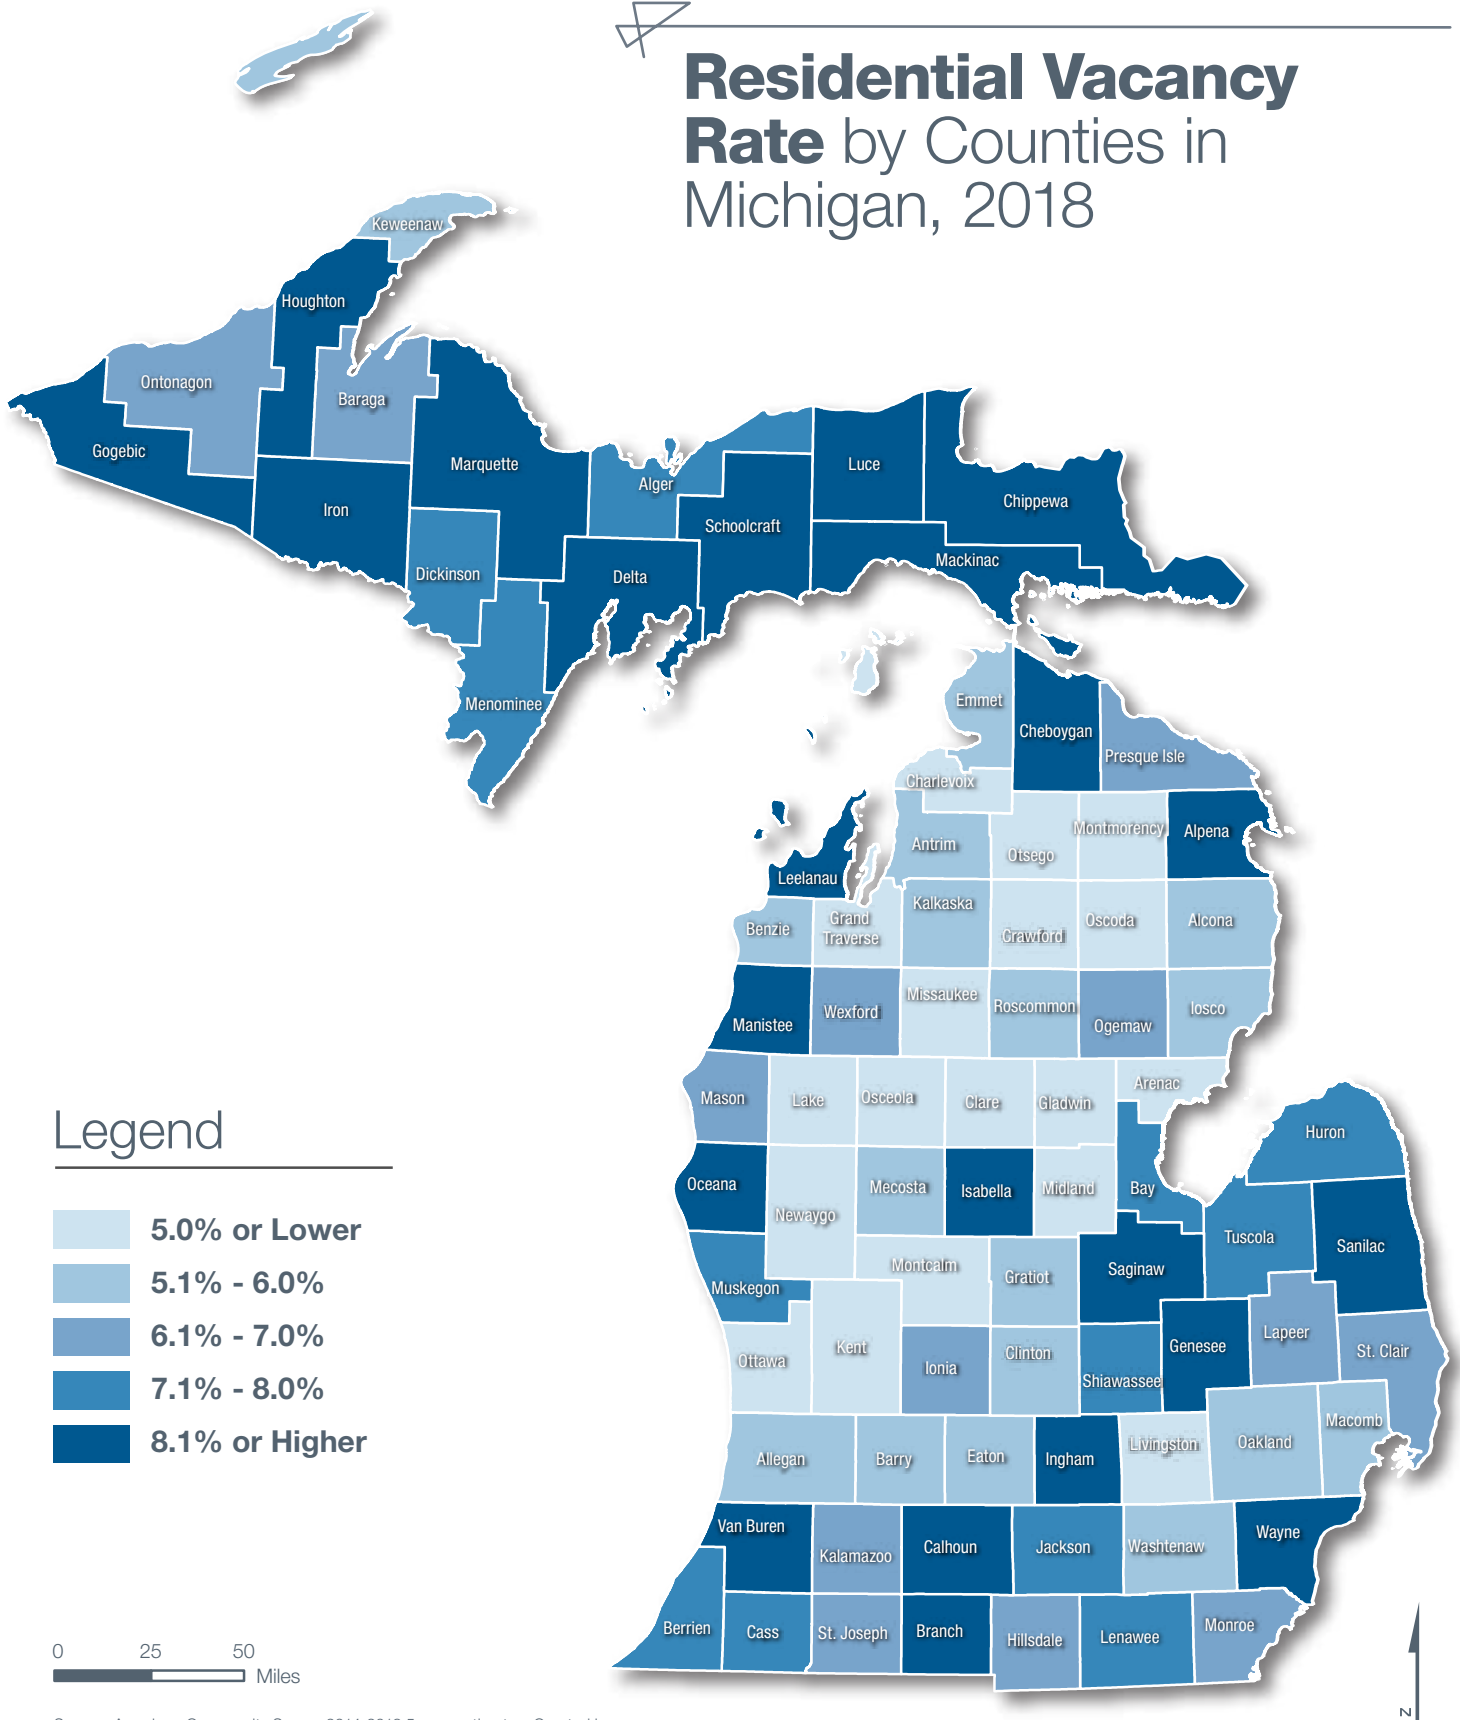 Residential Vacancy
Rate by Counties in
Michigan, 2018
Keweenaw
Houghton
Ontonagon
Baraga
Gogebic
Marquette
Luce
Alger
Chippewa
Iron
Schoolcraft
Mackinac
Dickinson
Delta
Menominee
Emmet
Cheboygan
Presque Isle
Charlevoix
Montmorency
Alpena
Antrim
Otsego
Leelanau
Kalkaska
Grand
Traverse
Benzie
Crawford
Oscoda
Alcona
Missaukee
Roscommon
Iosco
Wexford
Manistee
Ogemaw
Arenac
Mason
Lake
Osceola
Clare
Gladwin
Huron
Oceana
Mecosta
Isabella
Midland
Bay
Newaygo
Tuscola
Sanilac
Montcalm
Gratiot
Saginaw
Muskegon
Kent
Ottawa
Ionia
Clinton
Shiawassee
Genesee
Lapeer
St. Clair
Allegan
Barry
Eaton
Ingham
Livingston
Oakland
Macomb
Van Buren
Kalamazoo
Calhoun
Jackson
Washtenaw
Wayne
Berrien
Cass
St. Joseph
Branch
Hillsdale
Lenawee
Monroe
Legend
5.0% or Lower
5.1% - 6.0%
6.1% - 7.0%
7.1% - 8.0%
8.1% or Higher
0 25 50
Miles
N